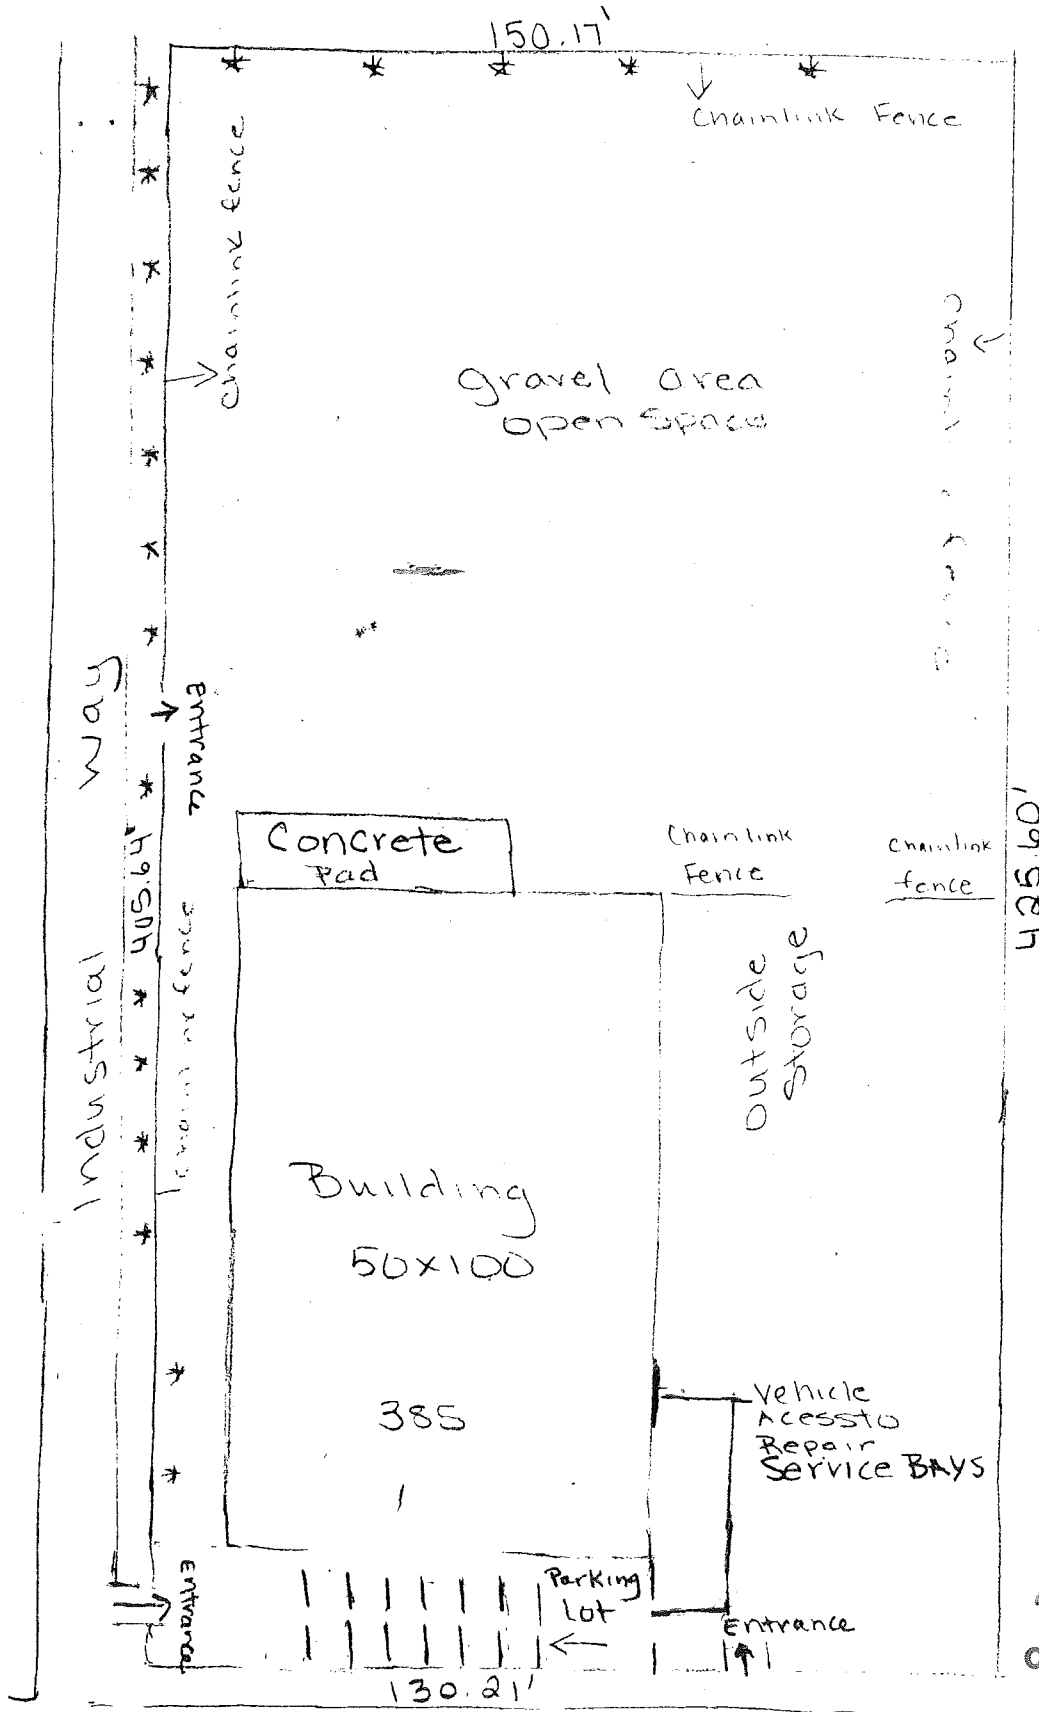 150.17'
Chainlink Fence
Chainlink fence
gravel area
open space
Industrial Way
Entrance
405.94'
Concrete
Pad
Chainlink
Fence
Chainlink
fence
425.60'
Outside
Storage
Building
50x100
385
Vehicle
Acessto
Repair
Service BAYS
Entrance
Parking
lot
Entrance
130.21'